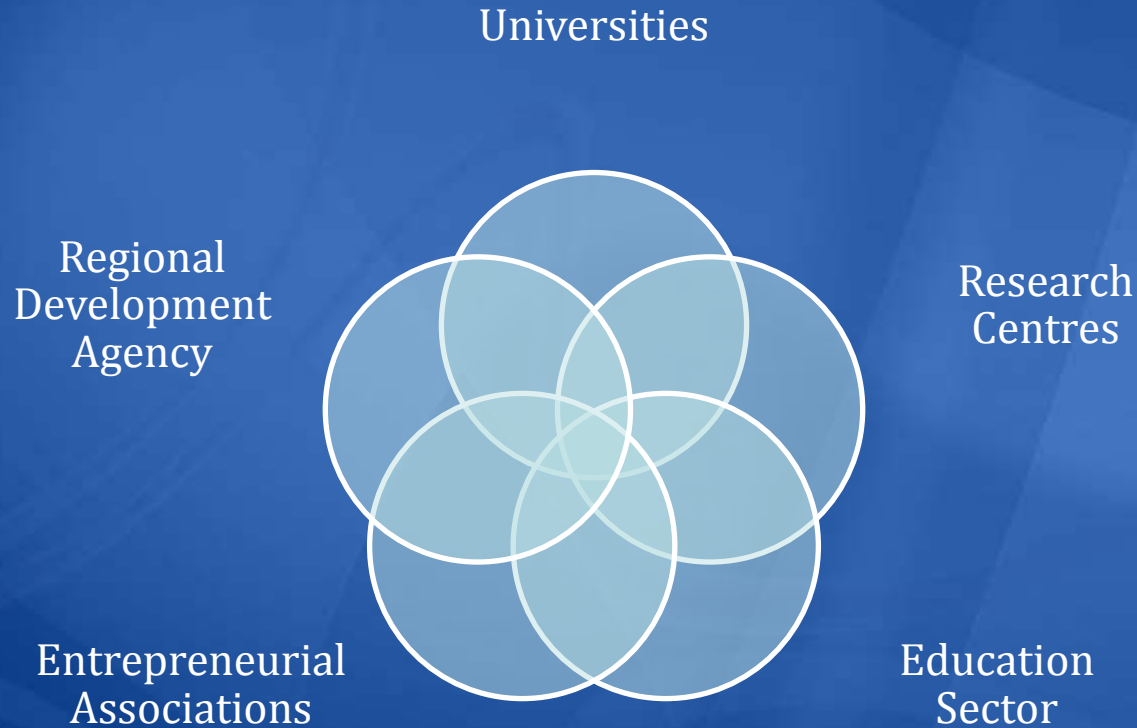 Universities
Regional
Development
Agency
Research
Centres
Entrepreneurial
Associations
Education
Sector